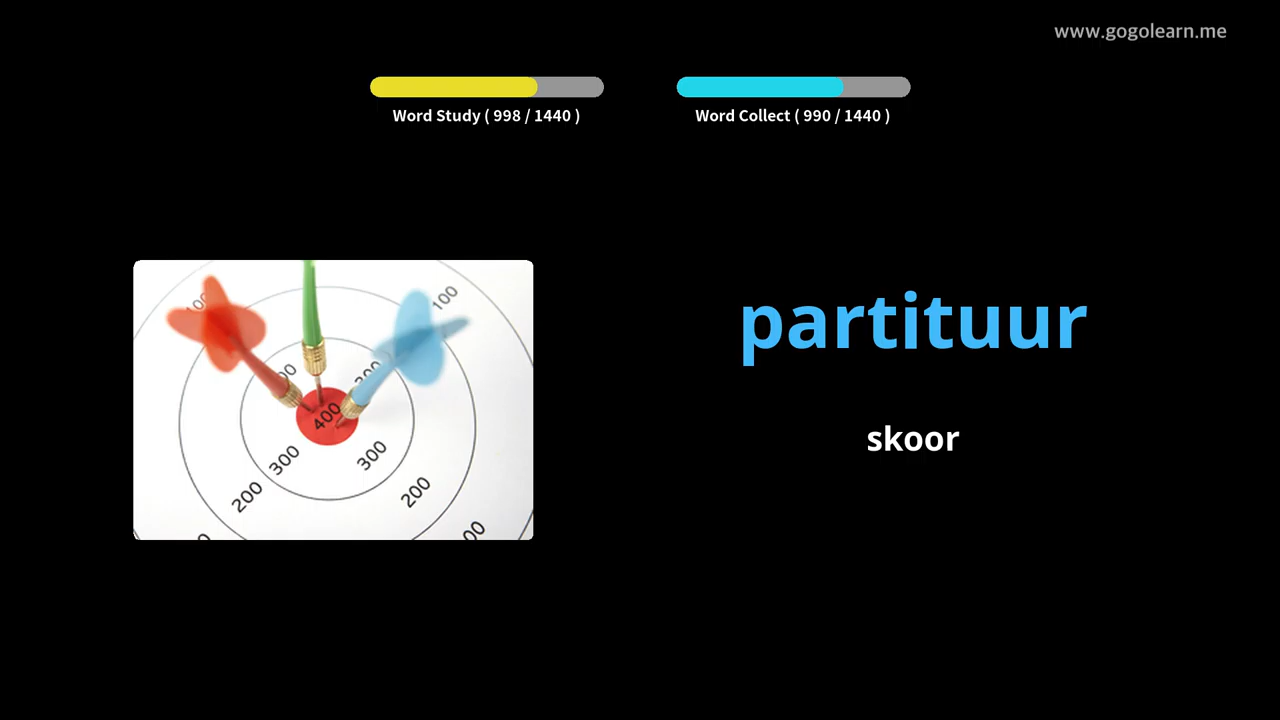 www.gogolearn.me
Word Study ( 998 / 1440 )
Word Collect ( 990 / 1440 )
partituur
skoor
100
100
400
300
300
200
200